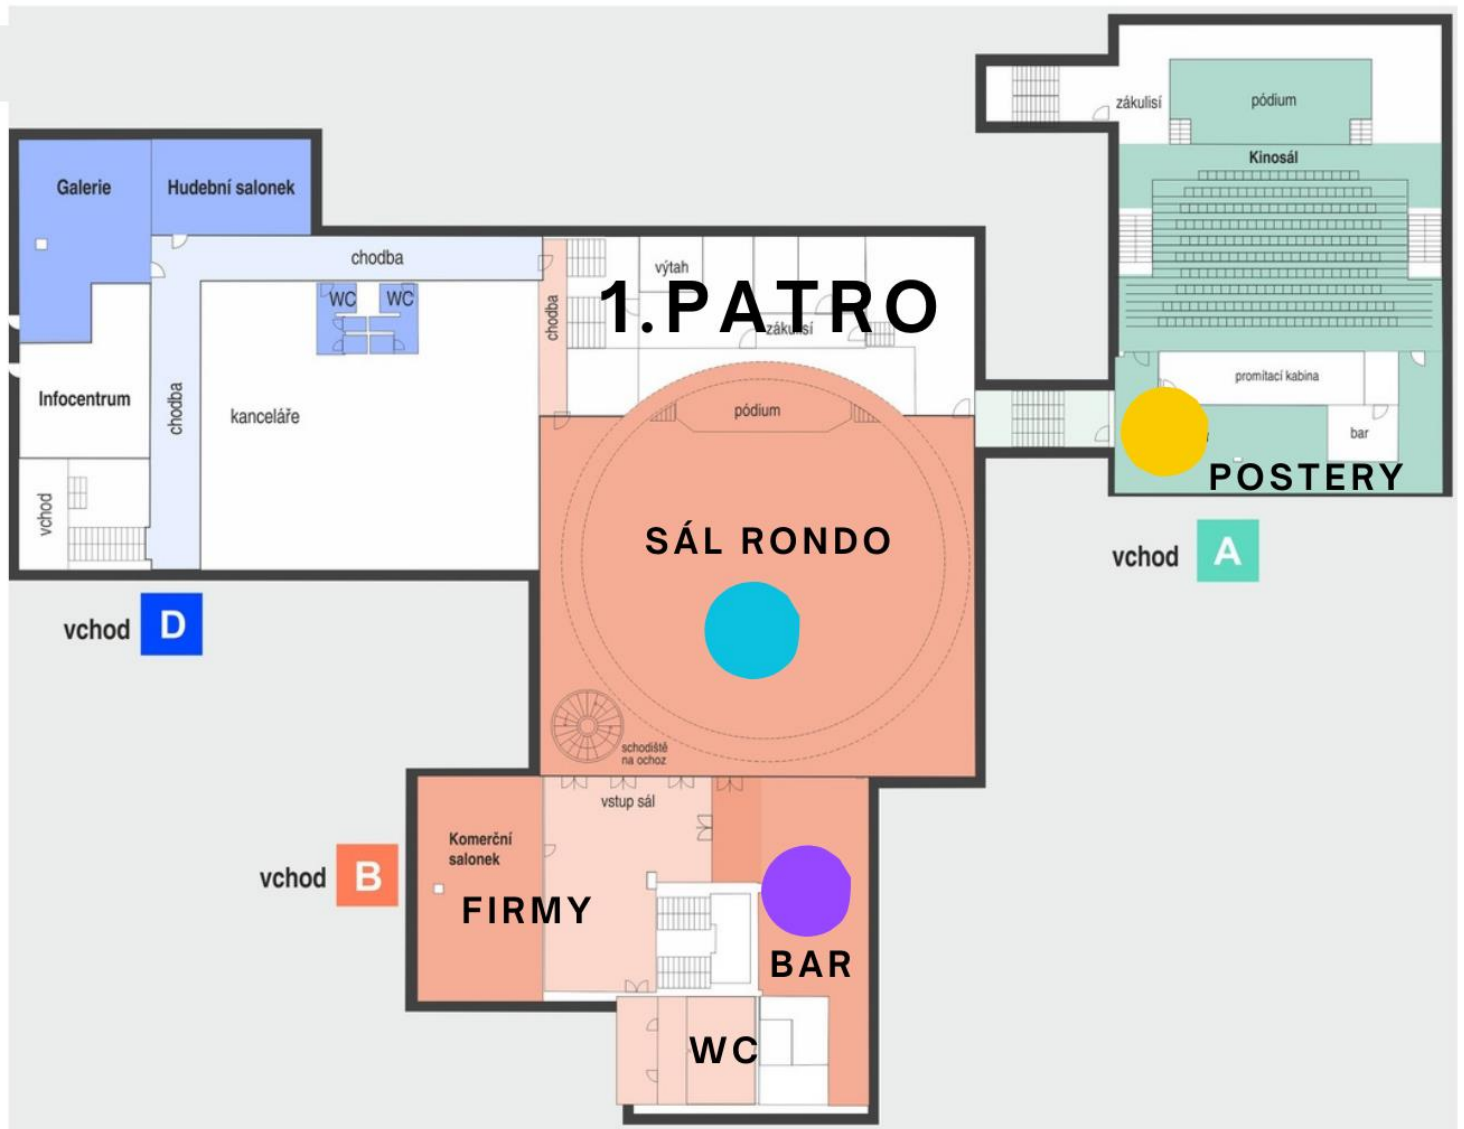 zákulisí
pódium
Kinosál
Galerie
Hudební salonek
chodba
výtah
WC
WC
1.PATRO
zákulisí
chodba
promítací kabina
Infocentrum
chodba
kanceláře
pódium
bar
POSTERY
vchod
SÁL RONDO
vchod A
vchod D
schodiště
na ochoz
vstup sál
Komerční
salonek
vchod B
FIRMY
BAR
WC